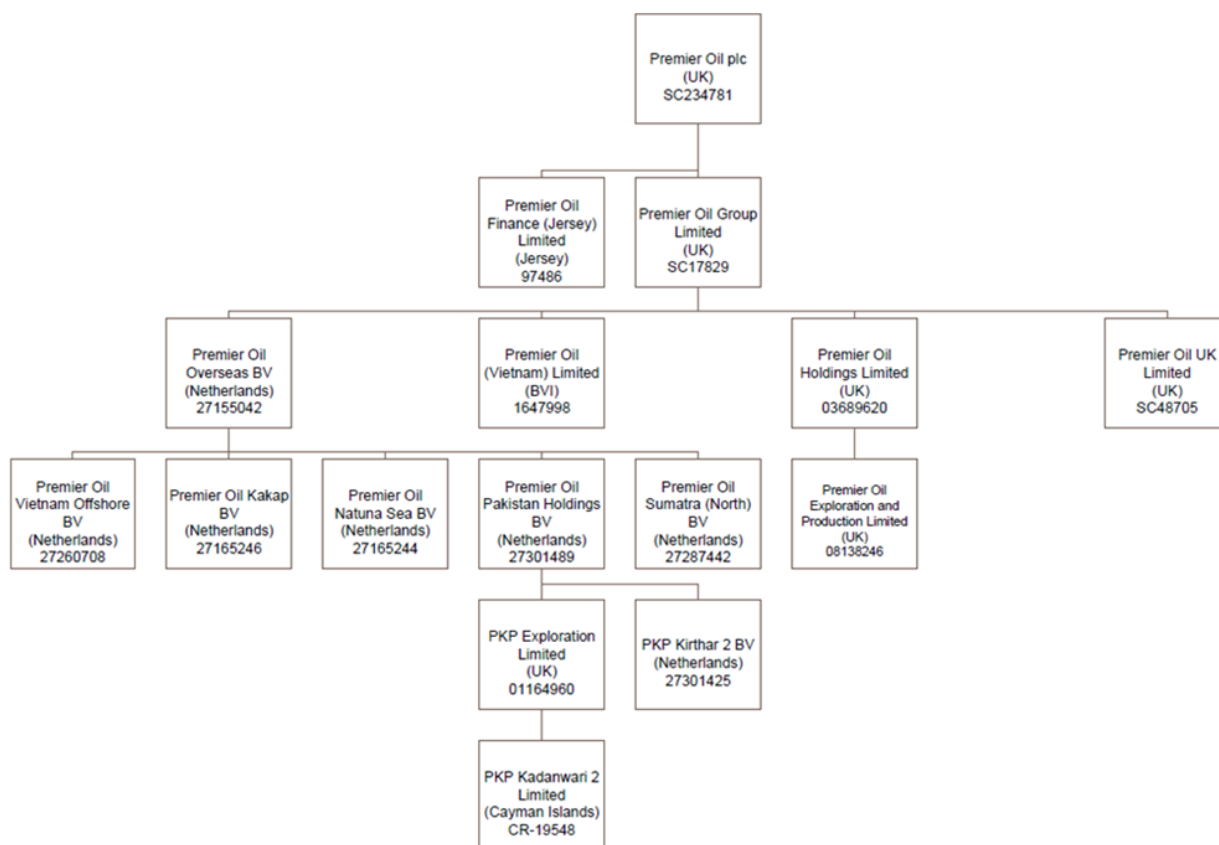 Premier Oil plc
(UK)
SC234781
Premier Oil
Finance (Jersey)
Limited
(Jersey)
97486
Premier Oil Group
Limited
(UK)
SC17829
Premier Oil
Overseas BV
(Netherlands)
27155042
Premier Oil
(Vietnam) Limited
(BVI)
1647998
Premier Oil
Holdings Limited
(UK)
03689620
Premier Oil UK
Limited
(UK)
SC48705
Premier Oil
Vietnam Offshore
BV
(Netherlands)
27260708
Premier Oil Kakap
BV
(Netherlands)
27165246
Premier Oil
Natuna Sea BV
(Netherlands)
27165244
Premier Oil
Pakistan Holdings
BV
(Netherlands)
27301489
Premier Oil
Sumatra (North)
BV
(Netherlands)
27287442
Premier Oil
Exploration and
Production Limited
(UK)
08138246
PKP Exploration
Limited
(UK)
01164960
PKP Kirthar 2 BV
(Netherlands)
27301425
PKP Kadanwari 2
Limited
(Cayman Islands)
CR-19548